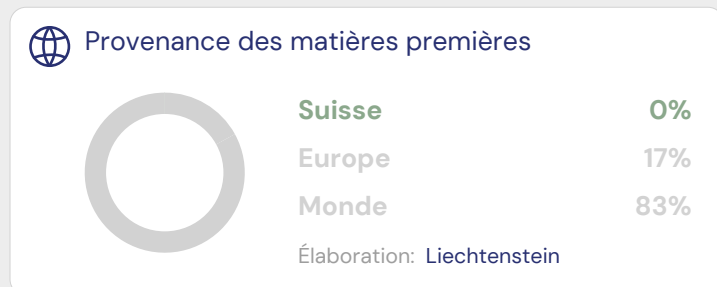 Provenance des matières premières
Suisse 0%
Europe 17%
Monde 83%
Élaboration: Liechtenstein